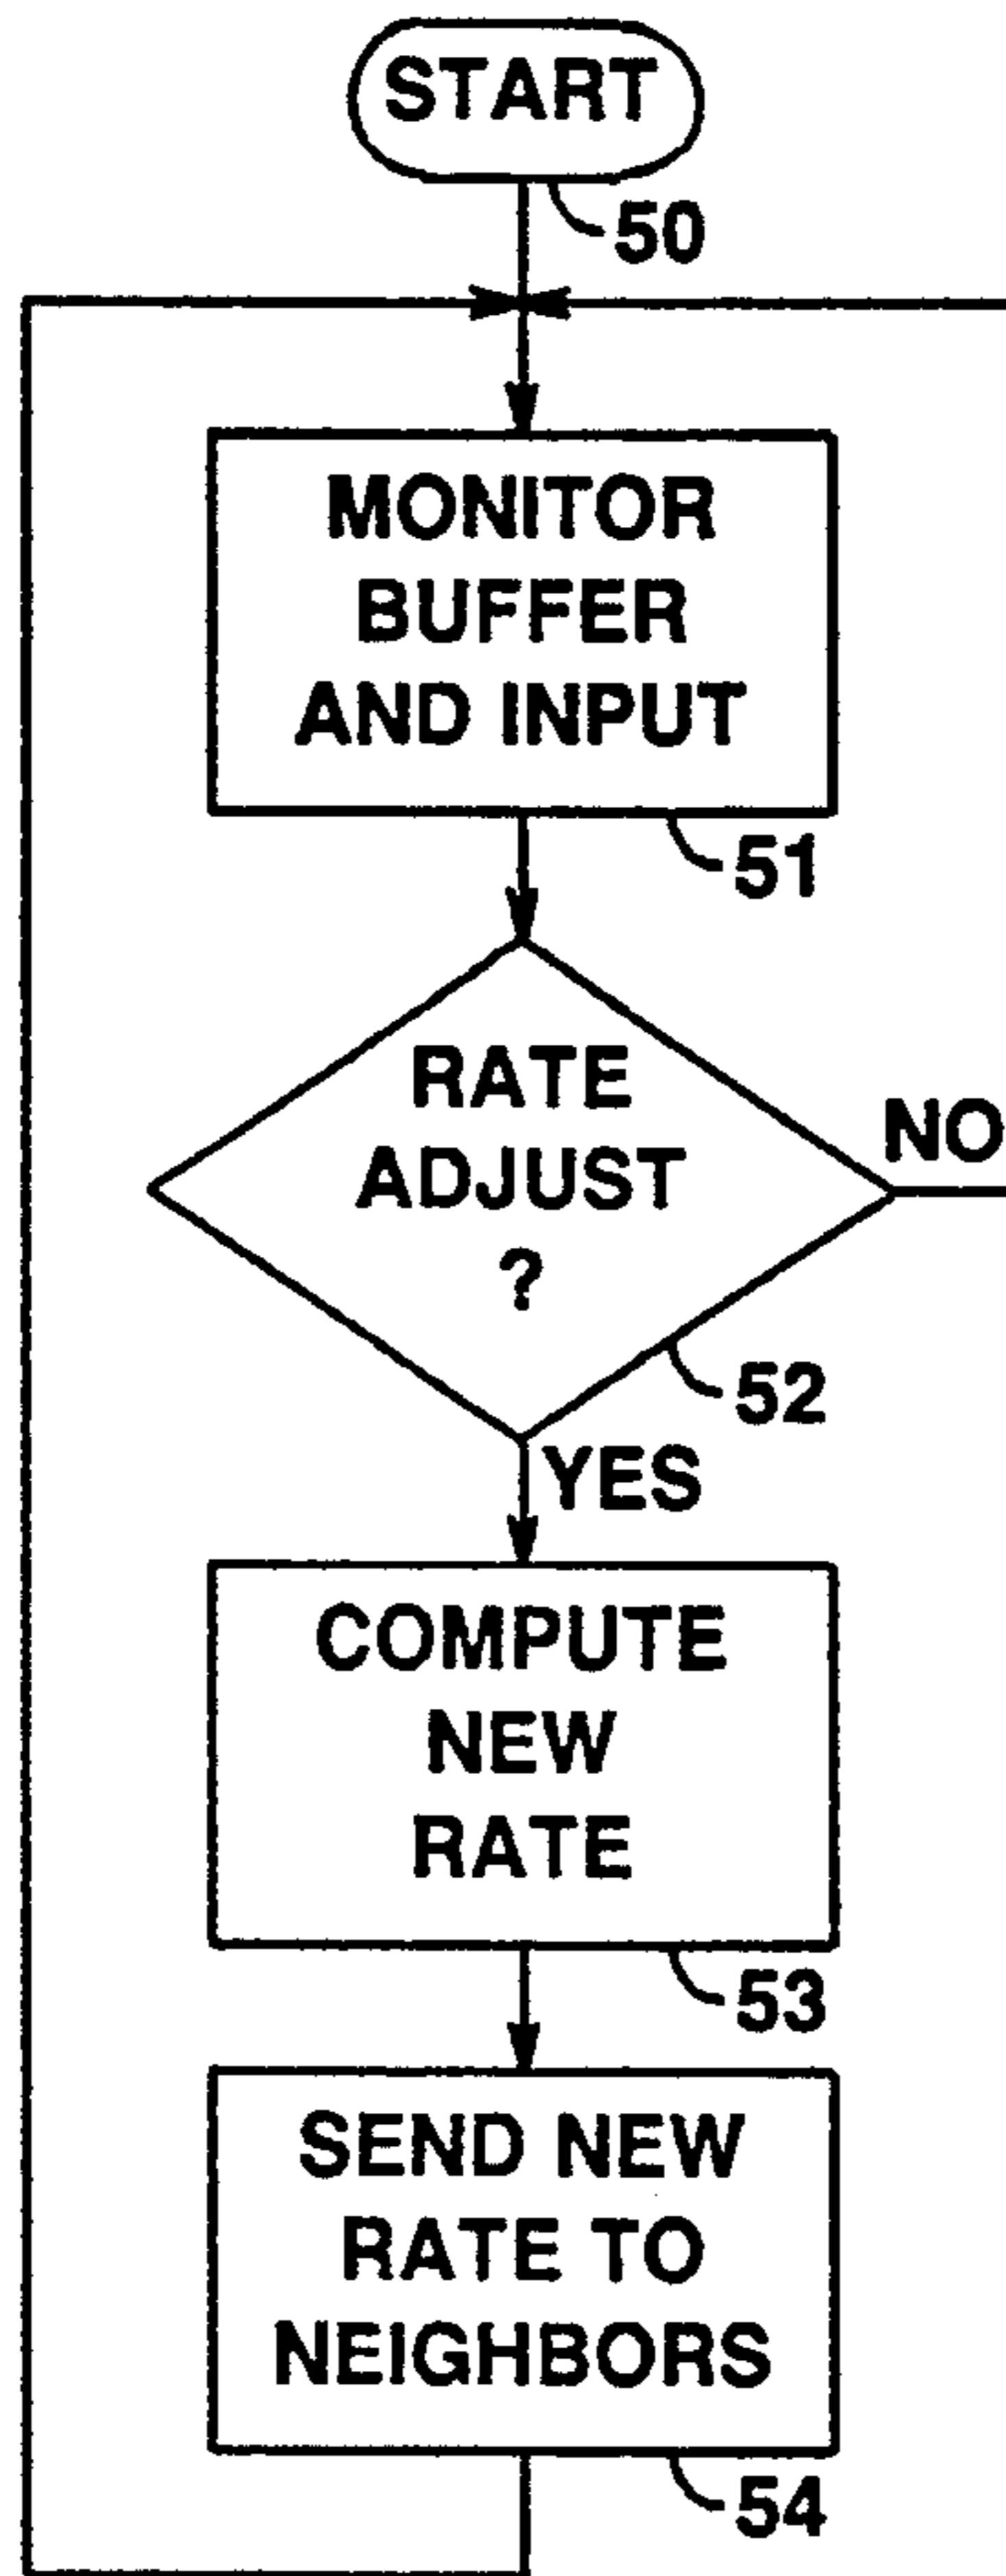 START
50
MONITOR
BUFFER
AND INPUT
51
RATE
ADJUST
?
NO
52
YES
COMPUTE
NEW
RATE
53
SEND NEW
RATE TO
NEIGHBORS
54